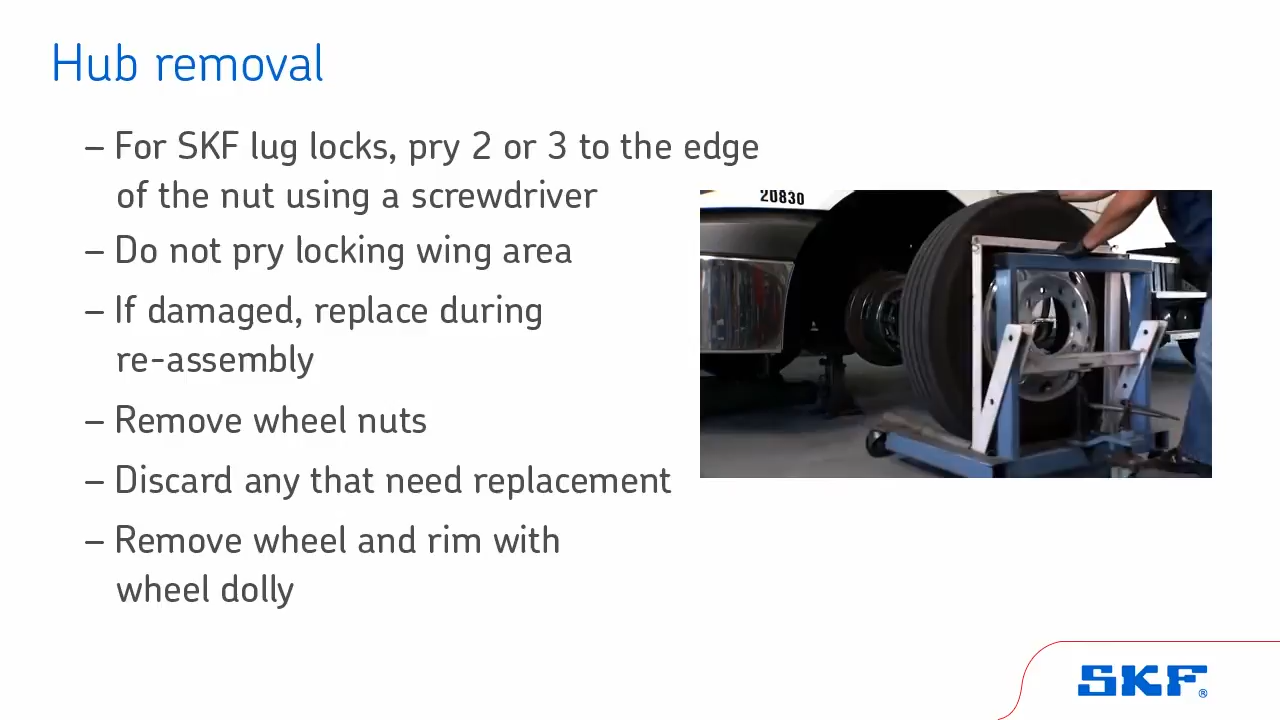 Hub removal
– For SKF lug locks, pry 2 or 3 to the edge
of the nut using a screwdriver
– Do not pry locking wing area
– If damaged, replace during
re-assembly
– Remove wheel nuts
– Discard any that need replacement
– Remove wheel and rim with
wheel dolly
20830
SKF®